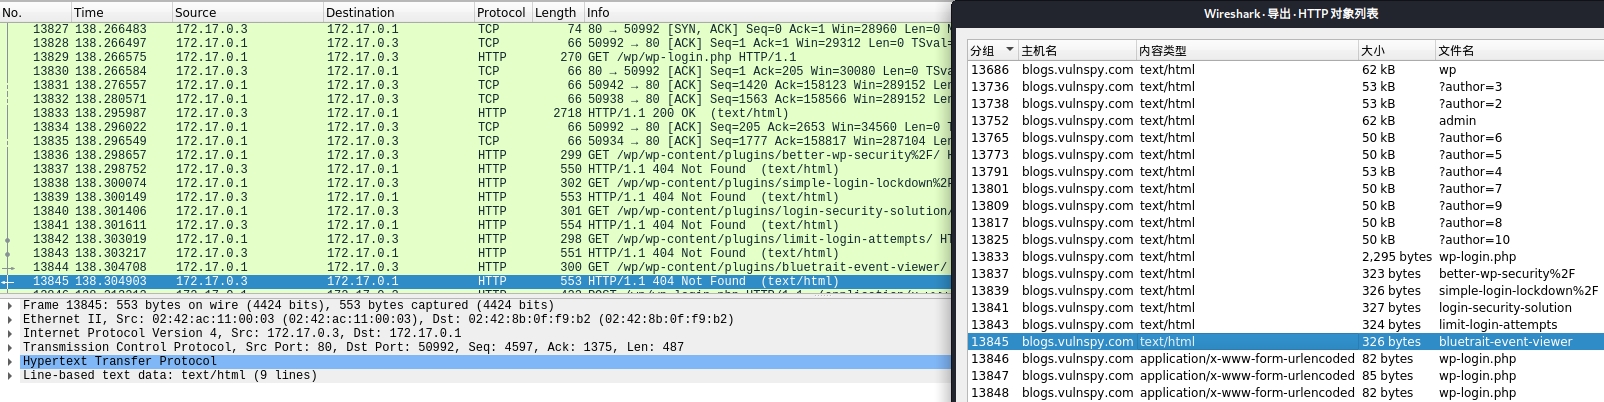 No. Time Source Destination Protocol Length Info
13827 138.266483 172.17.0.3 172.17.0.1 TCP 74 80 → 50992 [SYN, ACK] Seq=0 Ack=1 Win=28960 Len=0
13828 138.266497 172.17.0.1 172.17.0.3 TCP 66 50992 → 80 [ACK] Seq=1 Ack=1 Win=29312 Len=0 TSval=
13829 138.266575 172.17.0.1 172.17.0.3 HTTP 270 GET /wp/wp-login.php HTTP/1.1
13830 138.266584 172.17.0.3 172.17.0.1 TCP 66 80 → 50992 [ACK] Seq=1 Ack=205 Win=30080 Len=0 TSva
13831 138.276557 172.17.0.1 172.17.0.3 TCP 66 50942 → 80 [ACK] Seq=1420 Ack=158123 Win=289152 Len
13832 138.280571 172.17.0.1 172.17.0.3 TCP 66 50938 → 80 [ACK] Seq=1563 Ack=158566 Win=289152 Len
13833 138.295987 172.17.0.3 172.17.0.1 HTTP 2718 HTTP/1.1 200 OK (text/html)
13834 138.296022 172.17.0.1 172.17.0.3 TCP 66 50992 → 80 [ACK] Seq=205 Ack=2653 Win=34560 Len=0
13835 138.296549 172.17.0.1 172.17.0.3 TCP 66 50934 → 80 [ACK] Seq=1777 Ack=158817 Win=287104 Len
13836 138.298657 172.17.0.1 172.17.0.3 HTTP 299 GET /wp/wp-content/plugins/better-wp-security%2F/
13837 138.298752 172.17.0.3 172.17.0.1 HTTP 550 HTTP/1.1 404 Not Found (text/html)
13838 138.300074 172.17.0.1 172.17.0.3 HTTP 302 GET /wp/wp-content/plugins/simple-login-lockdown%2F
13839 138.300149 172.17.0.3 172.17.0.1 HTTP 553 HTTP/1.1 404 Not Found (text/html)
13840 138.301406 172.17.0.1 172.17.0.3 HTTP 301 GET /wp/wp-content/plugins/login-security-solution/
13841 138.301611 172.17.0.3 172.17.0.1 HTTP 554 HTTP/1.1 404 Not Found (text/html)
13842 138.303019 172.17.0.1 172.17.0.3 HTTP 298 GET /wp/wp-content/plugins/limit-login-attempts/ HT
13843 138.303217 172.17.0.3 172.17.0.1 HTTP 551 HTTP/1.1 404 Not Found (text/html)
13844 138.304708 172.17.0.1 172.17.0.3 HTTP 300 GET /wp/wp-content/plugins/bluetrait-event-viewer/
13845 138.304903 172.17.0.3 172.17.0.1 HTTP 553 HTTP/1.1 404 Not Found (text/html)
Frame 13845: 553 bytes on wire (4424 bits), 553 bytes captured (4424 bits)
Ethernet II, Src: 02:42:ac:11:00:03 (02:42:ac:11:00:03), Dst: 02:42:8b:0f:f9:b2 (02:42:8b:0f:f9:b2)
Internet Protocol Version 4, Src: 172.17.0.3, Dst: 172.17.0.1
Transmission Control Protocol, Src Port: 80, Dst Port: 50992, Seq: 4597, Ack: 1375, Len: 487
Hypertext Transfer Protocol
Line-based text data: text/html (9 lines)
Wireshark · 导出 · HTTP 对象列表
分组 主机名 内容类型 大小 文件名
13686 blogs.vulnspy.com text/html 62 kB wp
13736 blogs.vulnspy.com text/html 53 kB ?author=3
13738 blogs.vulnspy.com text/html 53 kB ?author=2
13752 blogs.vulnspy.com text/html 62 kB admin
13765 blogs.vulnspy.com text/html 50 kB ?author=6
13773 blogs.vulnspy.com text/html 50 kB ?author=5
13791 blogs.vulnspy.com text/html 53 kB ?author=4
13801 blogs.vulnspy.com text/html 50 kB ?author=7
13809 blogs.vulnspy.com text/html 50 kB ?author=9
13817 blogs.vulnspy.com text/html 50 kB ?author=8
13825 blogs.vulnspy.com text/html 50 kB ?author=10
13833 blogs.vulnspy.com text/html 2,295 bytes wp-login.php
13837 blogs.vulnspy.com text/html 323 bytes better-wp-security%2F
13839 blogs.vulnspy.com text/html 326 bytes simple-login-lockdown%2F
13841 blogs.vulnspy.com text/html 327 bytes login-security-solution
13843 blogs.vulnspy.com text/html 324 bytes limit-login-attempts
13845 blogs.vulnspy.com text/html 326 bytes bluetrait-event-viewer
13846 blogs.vulnspy.com application/x-www-form-urlencoded 82 bytes wp-login.php
13847 blogs.vulnspy.com application/x-www-form-urlencoded 85 bytes wp-login.php
13848 blogs.vulnspy.com application/x-www-form-urlencoded 82 bytes wp-login.php